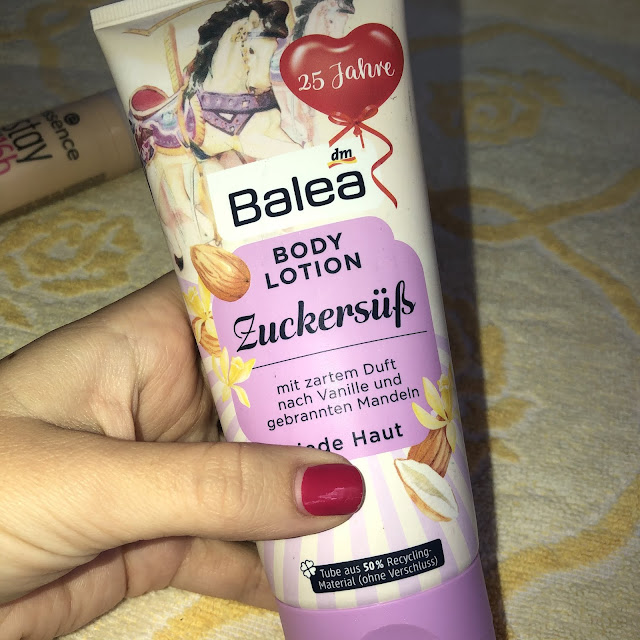 25 Jahre
dm
Balea
BODY
LOTION
Zuckersüß
mit zartem Duft
nach Vanille und
gebrannten Mandeln
jede Haut
Tube aus 50% Recycling-
Material (ohne Verschluss)
essence
stay